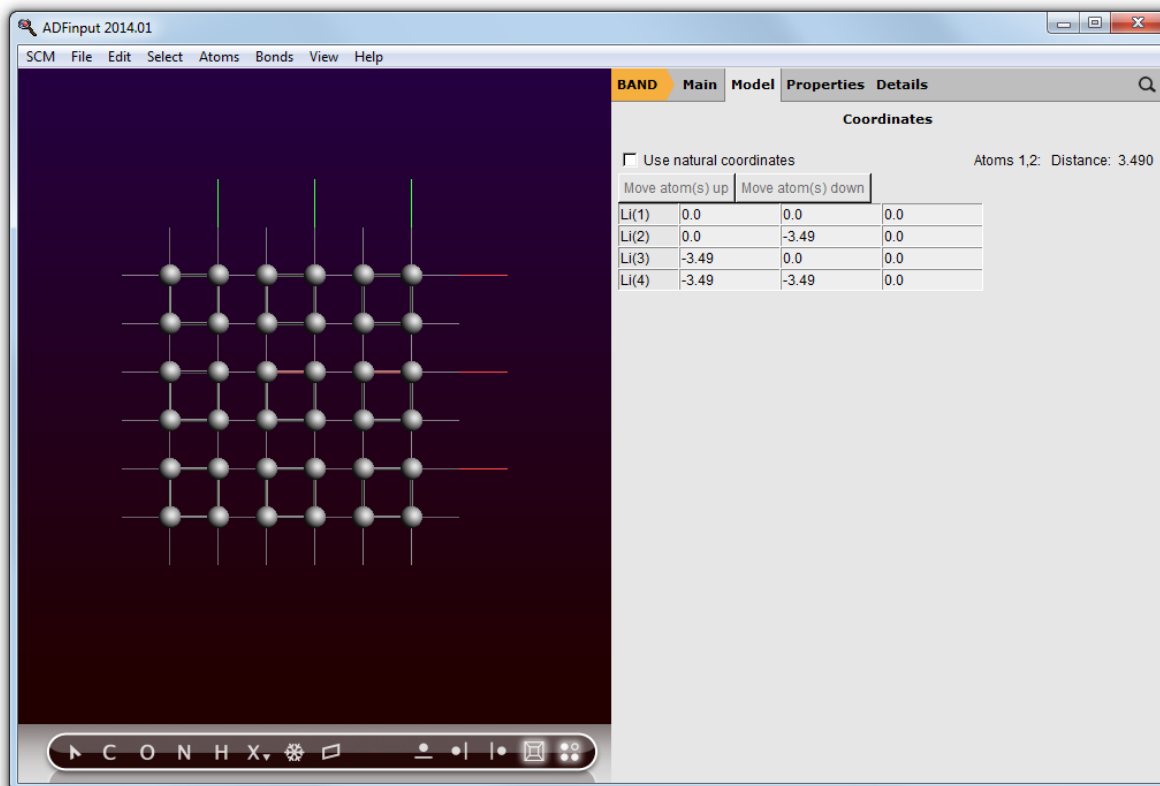 ADFinput 2014.01
SCM File Edit Select Atoms Bonds View Help
BAND Main Model Properties Details
Coordinates
Use natural coordinates Atoms 1,2: Distance: 3.490
Move atom(s) up Move atom(s) down
Li(1) 0.0 0.0 0.0
Li(2) 0.0 -3.49 0.0
Li(3) -3.49 0.0 0.0
Li(4) -3.49 -3.49 0.0
C O N H X